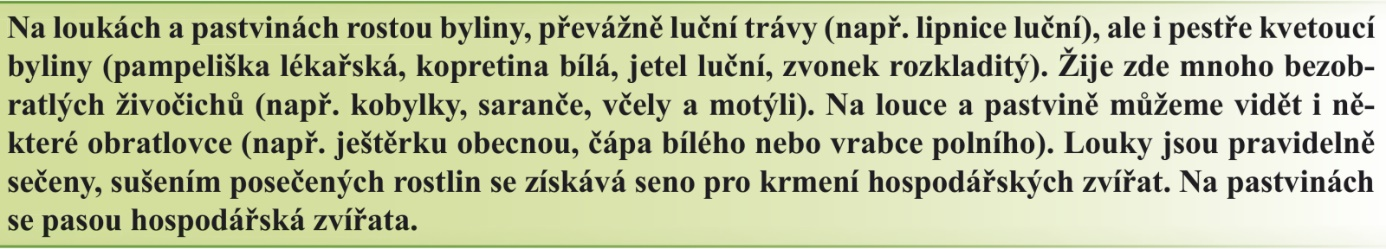 Na loukách a pastvinách rostou byliny, převážně luční trávy (např. lipnice luční), ale i pestře kvetoucí
byliny (pampeliška lékařská, kopretina bílá, jetel luční, zvonek rozkladitý). Žije zde mnoho bezob-
ratlých živočichů (např. kobylky, saranče, včely a motýli). Na louce a pastvině můžeme vidět i ně-
které obratlovce (např. ještěrku obecnou, čápa bílého nebo vrabce polního). Louky jsou pravidelně
sečeny, sušením posečených rostlin se získává seno pro krmení hospodářských zvířat. Na pastvinách
se pasou hospodářská zvířata.